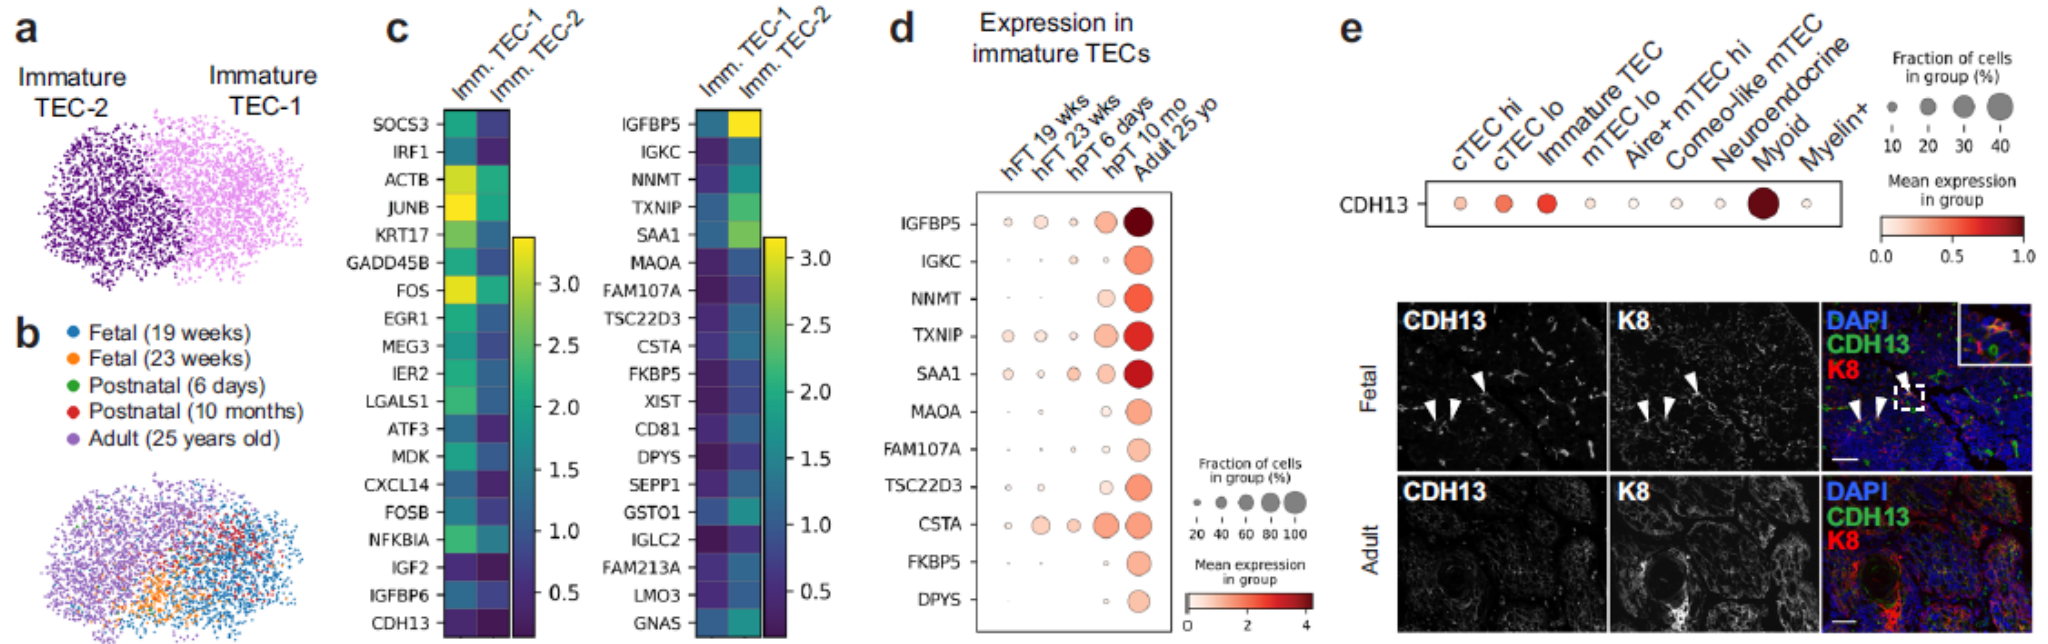 a
Immature
TEC-2
Immature
TEC-1
b
Fetal (19 weeks)
Fetal (23 weeks)
Postnatal (6 days)
Postnatal (10 months)
Adult (25 years old)
c
Imm. TEC-1
Imm. TEC-2
SOCS3
IRF1
ACTB
JUNB
KRT17
GADD45B
FOS
EGR1
MEG3
IER2
LGALS1
ATF3
MDK
CXCL14
FOSB
NFKBIA
IGF2
IGFBP6
CDH13
3.0
2.5
2.0
1.5
1.0
0.5
Imm. TEC-1
Imm. TEC-2
IGFBP5
IGKC
NNMT
TXNIP
SAA1
MAOA
FAM107A
TSC22D3
CSTA
FKBP5
XIST
CD81
DPYS
SEPP1
GSTO1
IGLC2
FAM213A
LMO3
GNAS
3.0
2.5
2.0
1.5
1.0
0.5
d
Expression in
immature TECs
hFT 19 wks
hFT 23 wks
hPT 6 days
hPT 10 mo
Adult 25 yo
IGFBP5
IGKC
NNMT
TXNIP
SAA1
MAOA
FAM107A
TSC22D3
CSTA
FKBP5
DPYS
Fraction of cells
in group (%)
20 40 60 80 100
Mean expression
in group
0 2 4
e
cTEC hi
cTEC lo
Immature TEC
mTEC lo
Aire+ mTEC hi
Corneo-like mTEC
Neuroendocrine
Myoid
Myelin+
CDH13
Fraction of cells
in group (%)
10 20 30 40
Mean expression
in group
0.0 0.5 1.0
Fetal
CDH13
K8
DAPI
CDH13
K8
Adult
CDH13
K8
DAPI
CDH13
K8